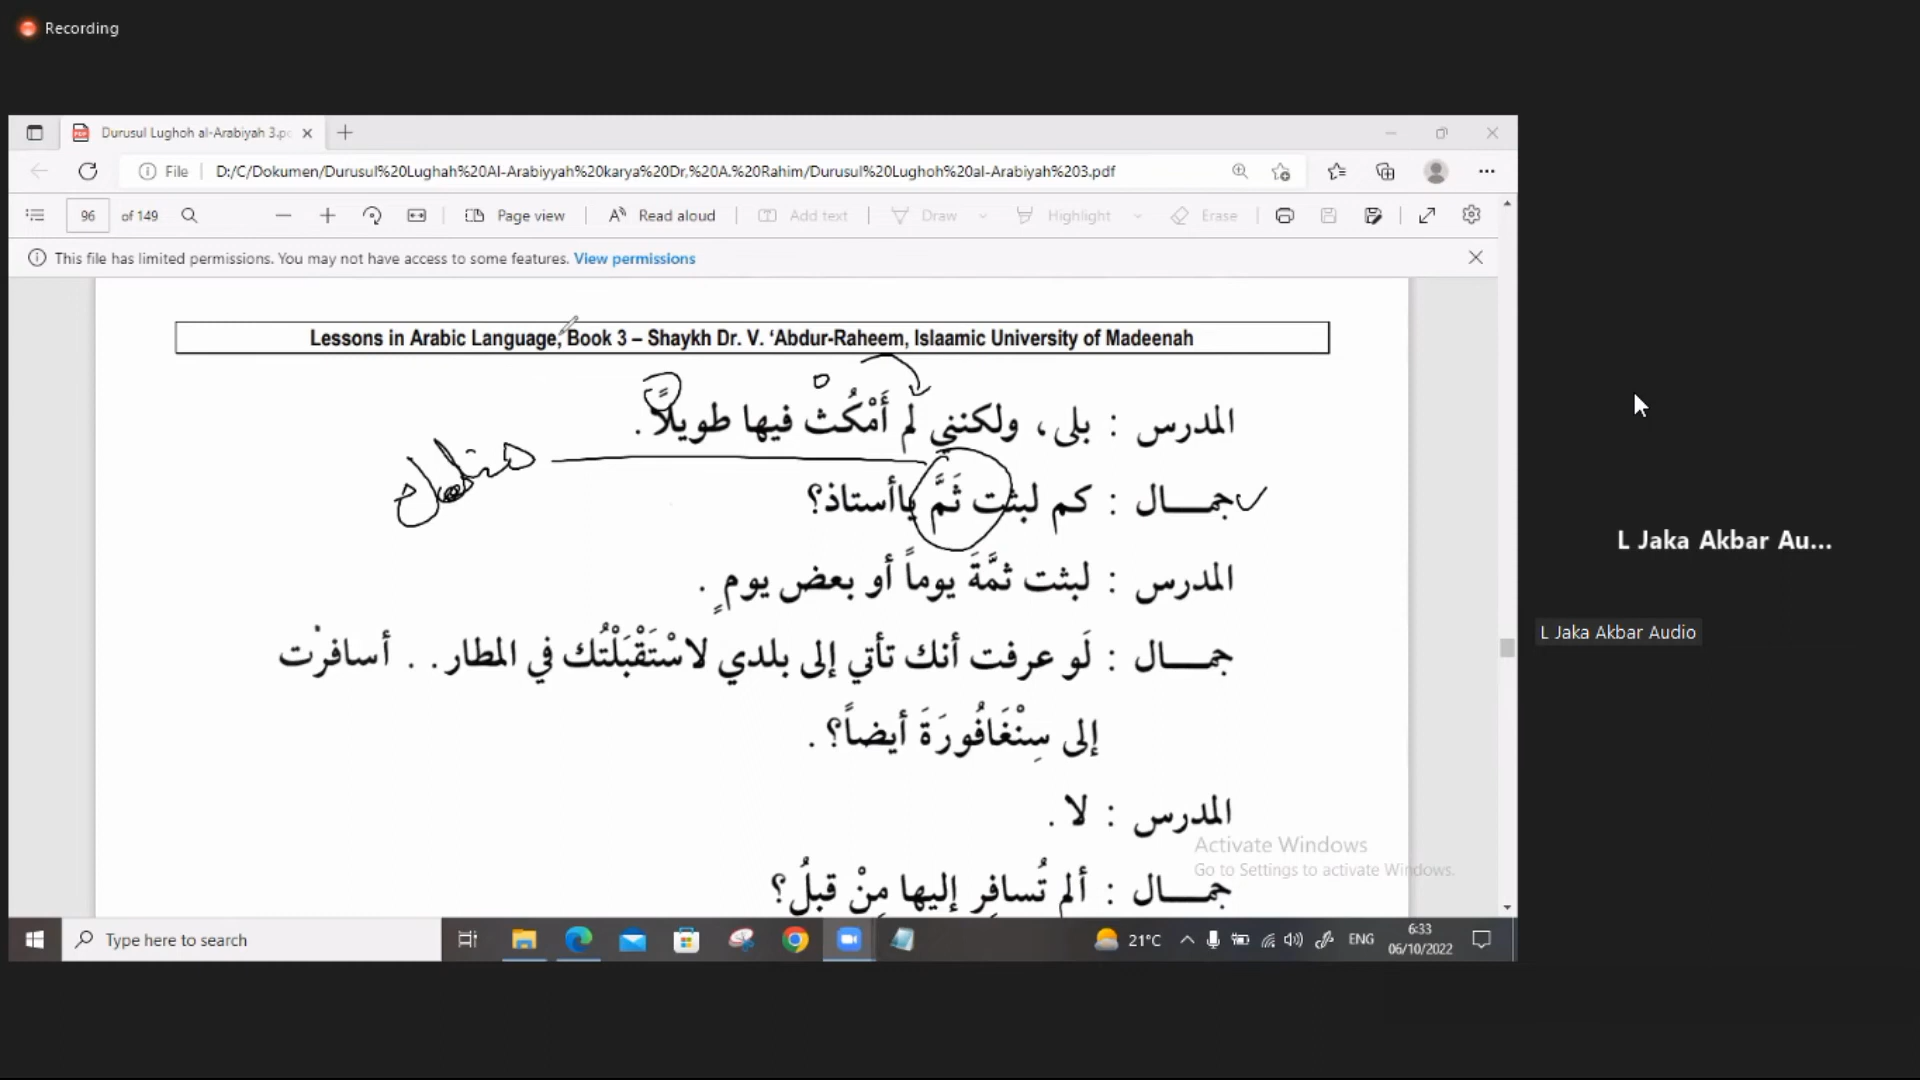 Recording
Durusul Lughoh al-Arabiyah 3.pd
File D:/C/Dokumen/Durusul%20Lughah%20Al-Arabiyyah%20karya%20Dr,%20A.%20Rahim/Durusul%20Lughoh%20al-Arabiyah%203.pdf
96 of 149 Page view Read aloud Add text Draw Highlight Erase
This file has limited permissions. You may not have access to some features. View permissions
Lessons in Arabic Language, Book 3 – Shaykh Dr. V. ‘Abdur-Raheem, Islaamic University of Madeenah
المدرس : بلى، ولكنني لم أَمْكُثْ فيها طويلاً .
جمـــال : كم لبثت ثَمَّ ياأستاذ؟
المدرس : لبثت ثمَّةَ يوماً أو بعض يومٍ .
جمـــال : لَو عرفت أنك تأتي إلى بلدي لاسْتَقْبَلْتُك في المطار . . أسافرْت
إلى سِنْغَافُورَةَ أيضاً؟ .
المدرس : لا .
جمـــال : ألم تُسافِر إليها مِنْ قبلُ؟
Activate Windows
Go to Settings to activate Windows.
L Jaka Akbar Au...
L Jaka Akbar Audio
Type here to search
21°C ENG 6:33
06/10/2022